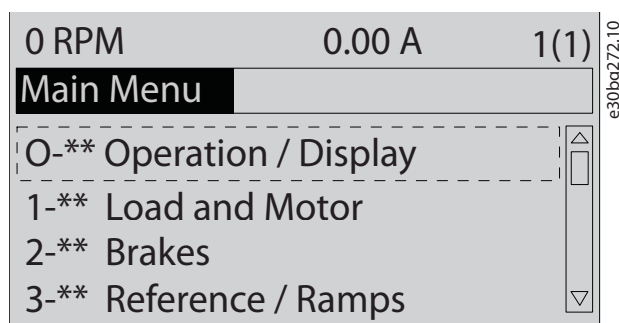 0 RPM 0.00 A 1(1)
Main Menu
O-** Operation / Display
1-** Load and Motor
2-** Brakes
3-** Reference / Ramps
e30bg272.10